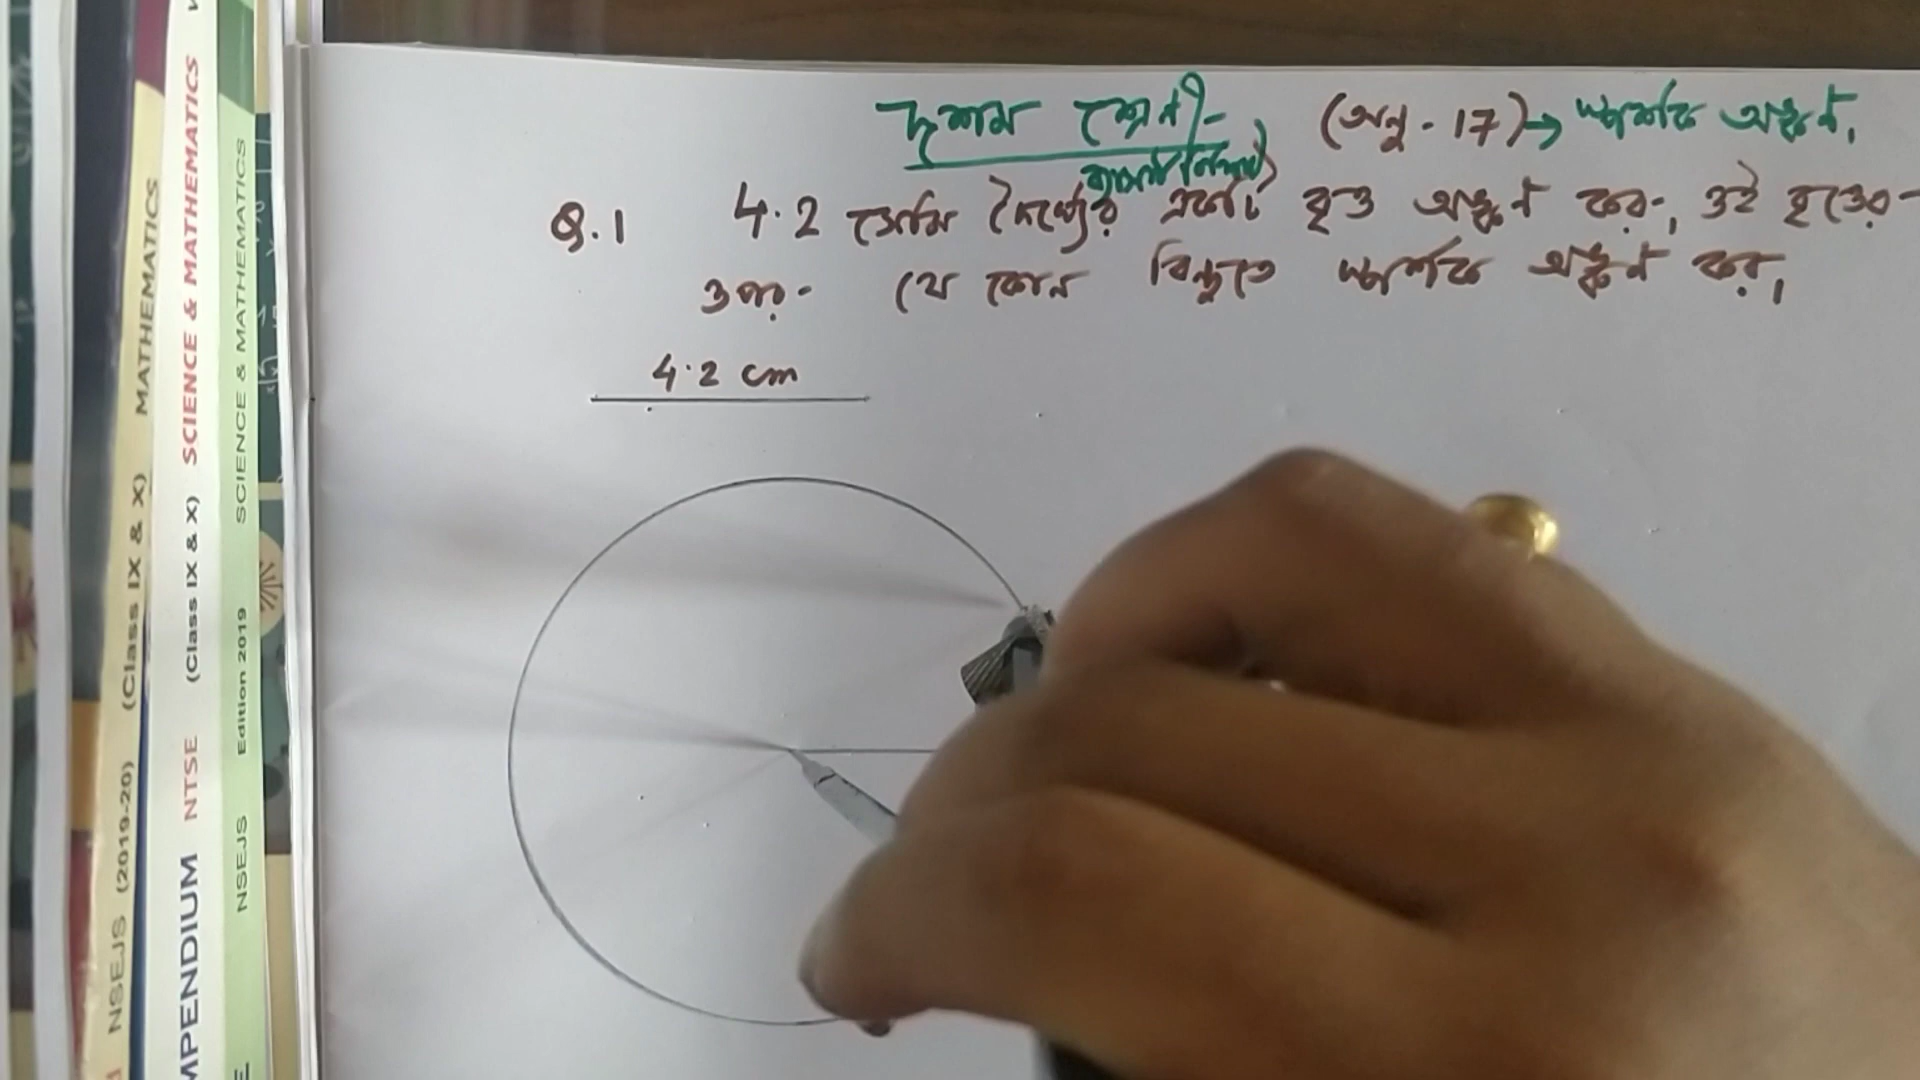 দশম শ্রেণী (অনু - 17) → স্পর্শক অঙ্কন,
Q.1 4.2 সেমি দৈর্ঘ্যের একটি বৃত্ত অঙ্কন কর, ওই বৃত্তের
ওপর যে কোন বিন্দুতে স্পর্শক অঙ্কন কর,
4.2 cm
NSEJS (2019-20) (Class IX & X) MATHEMATICS
MPENDIUM NTSE (Class IX & X) SCIENCE & MATHEMATICS
NSEJS Edition 2019 SCIENCE & MATHEMATICS